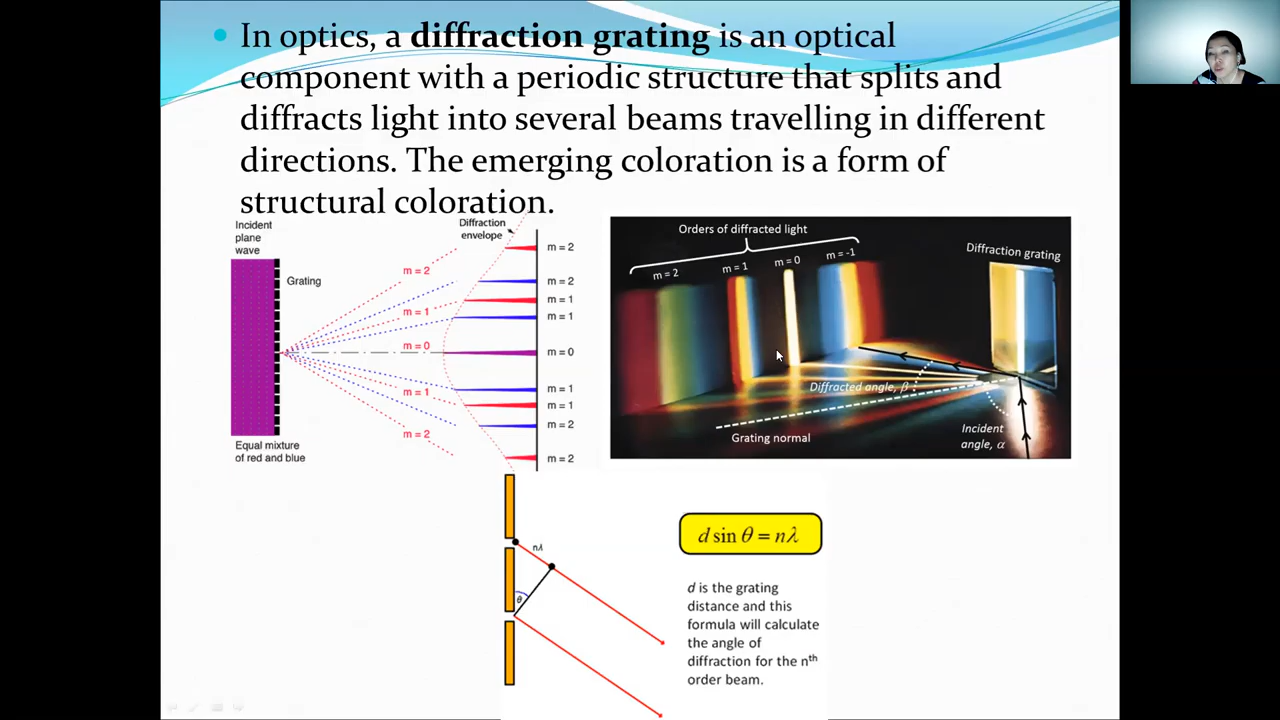 In optics, a diffraction grating is an optical
component with a periodic structure that splits and
diffracts light into several beams travelling in different
directions. The emerging coloration is a form of
structural coloration.
Incident
plane
wave
Grating
Equal mixture
of red and blue
m = 2
m = 1
m = 0
m = 1
m = 2
Diffraction
envelope
m = 2
m = 2
m = 1
m = 1
m = 0
m = 1
m = 1
m = 2
m = 2
Orders of diffracted light
m = 2
m = 1
m = 0
m = -1
Diffraction grating
Diffracted angle, β
Grating normal
Incident
angle, α
nλ
θ
d sin θ = nλ
d is the grating
distance and this
formula will calculate
the angle of
diffraction for the nth
order beam.